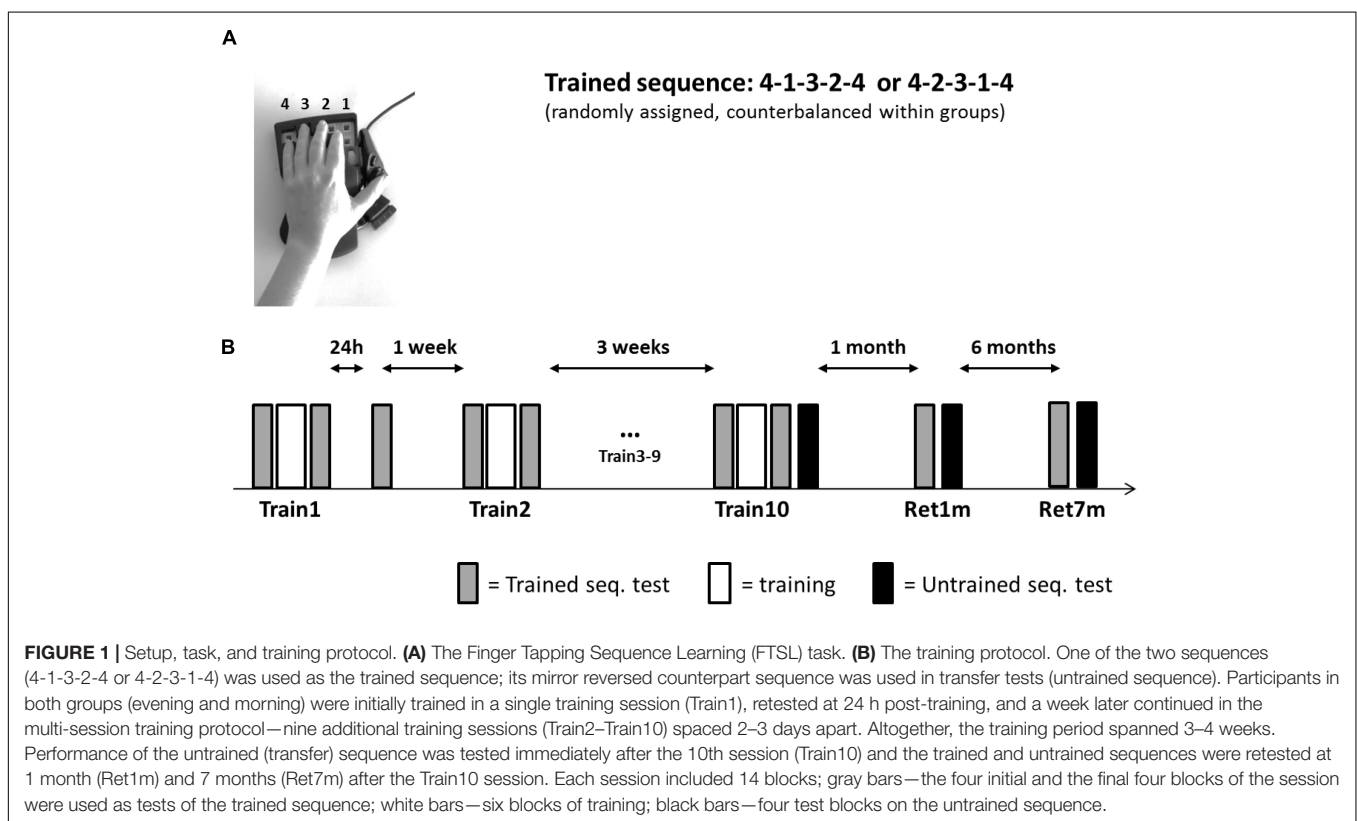 A
4 3 2 1
Trained sequence: 4-1-3-2-4 or 4-2-3-1-4
(randomly assigned, counterbalanced within groups)
B
24h 1 week 3 weeks 1 month 6 months
...
Train3-9
Train1 Train2 Train10 Ret1m Ret7m
= Trained seq. test = training = Untrained seq. test
FIGURE 1 | Setup, task, and training protocol. (A) The Finger Tapping Sequence Learning (FTSL) task. (B) The training protocol. One of the two sequences
(4-1-3-2-4 or 4-2-3-1-4) was used as the trained sequence; its mirror reversed counterpart sequence was used in transfer tests (untrained sequence). Participants in
both groups (evening and morning) were initially trained in a single training session (Train1), retested at 24 h post-training, and a week later continued in the
multi-session training protocol—nine additional training sessions (Train2–Train10) spaced 2–3 days apart. Altogether, the training period spanned 3–4 weeks.
Performance of the untrained (transfer) sequence was tested immediately after the 10th session (Train10) and the trained and untrained sequences were retested at
1 month (Ret1m) and 7 months (Ret7m) after the Train10 session. Each session included 14 blocks; gray bars—the four initial and the final four blocks of the session
were used as tests of the trained sequence; white bars—six blocks of training; black bars—four test blocks on the untrained sequence.